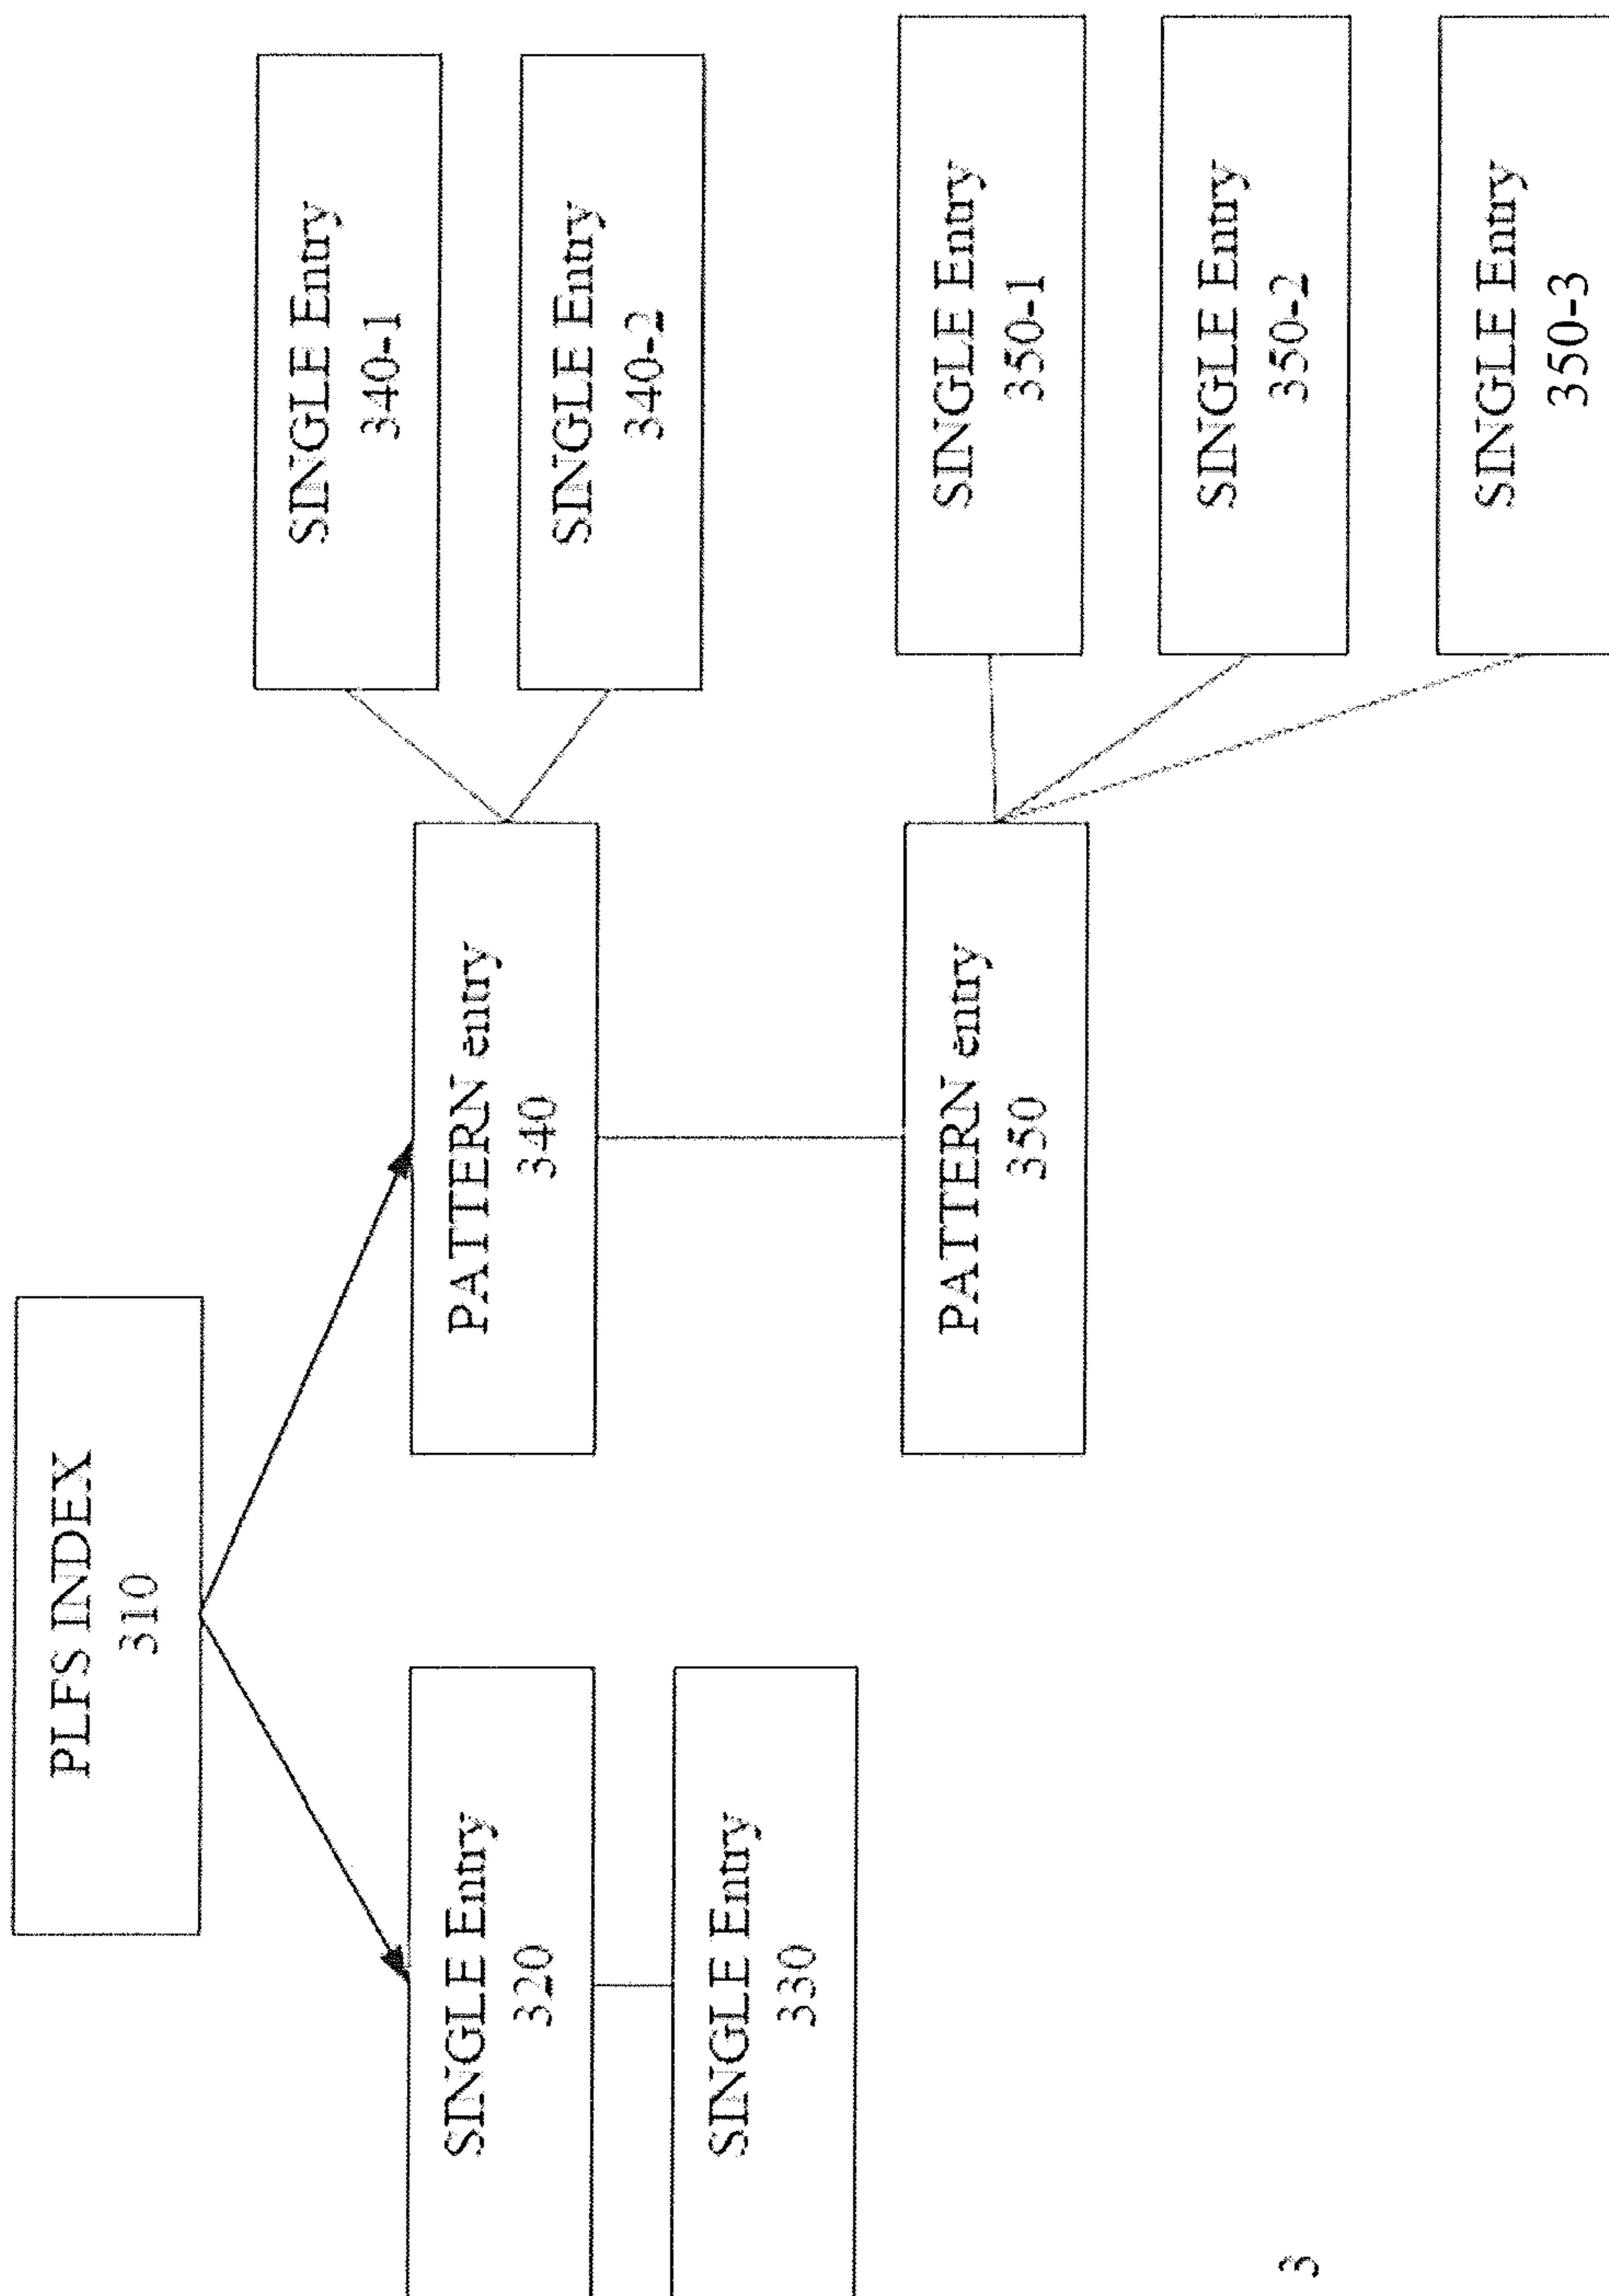 PLFS INDEX
310
SINGLE Entry
320
SINGLE Entry
330
PATTERN entry
340
SINGLE Entry
340-1
SINGLE Entry
340-2
PATTERN entry
350
SINGLE Entry
350-1
SINGLE Entry
350-2
SINGLE Entry
350-3
3